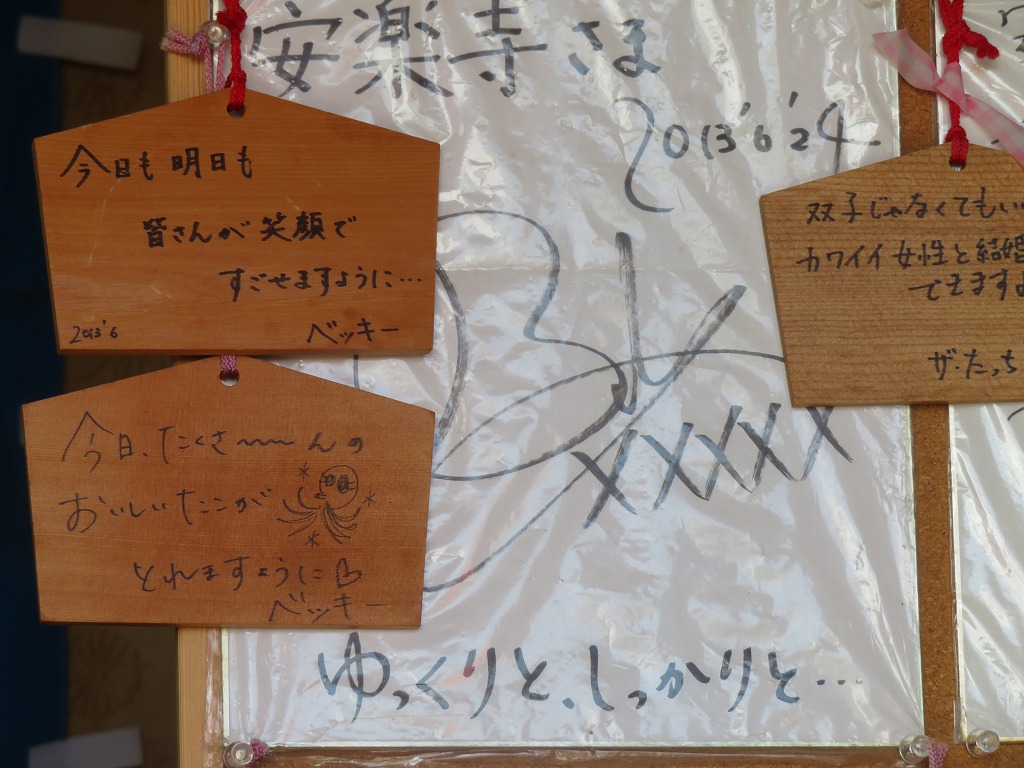 安楽寺さま
2013'6'24
ゆっくりと、しっかりと…
今日も明日も
皆さんが笑顔で
すごせますように…
2013'6
ベッキー
今日、たくさ〜〜んの
おいしいたこが
とれますように
ベッキー
双子じゃなくてもい
カワイイ女性と結婚
できますよ
ザ・たっち